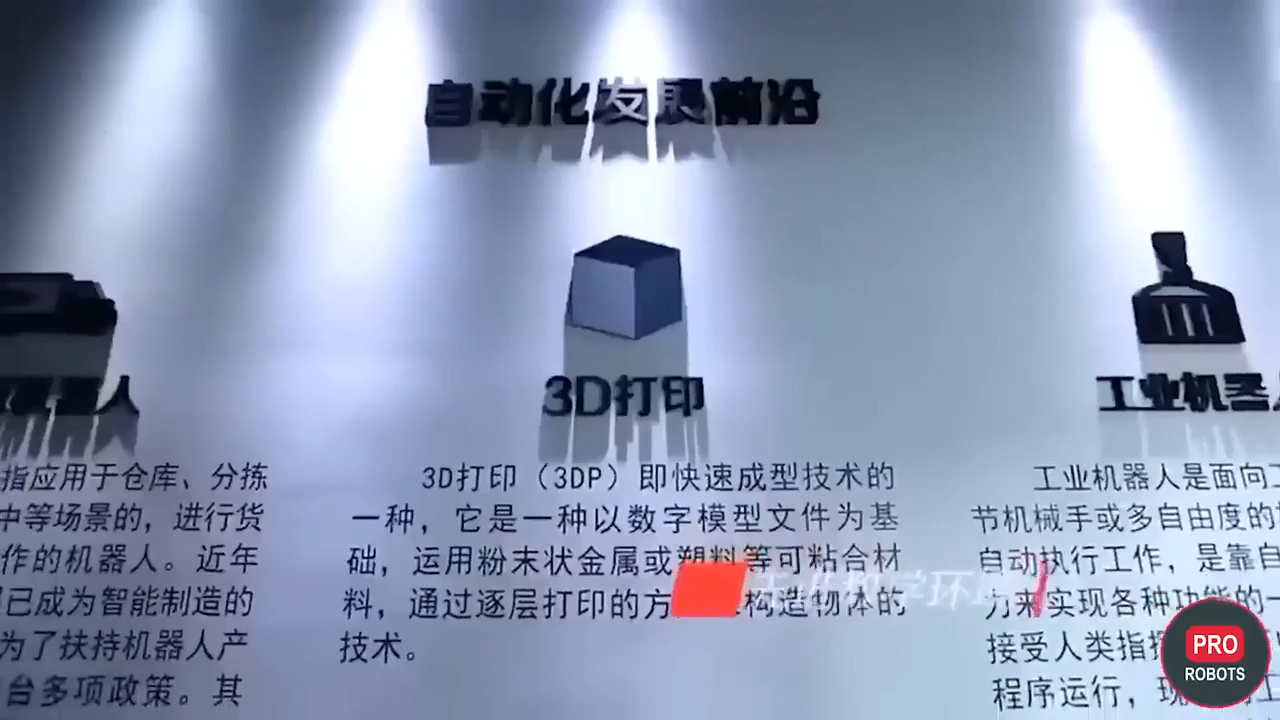 自动化发展前沿
人
指应用于仓库、分拣
中等场景的，进行货
作的机器人。近年
已成为智能制造的
为了扶持机器人产
台多项政策。其
3D打印
3D打印（3DP）即快速成型技术的
一种，它是一种以数字模型文件为基
础，运用粉末状金属或塑料等可粘合材
料，通过逐层打印的方 构造物体的
技术。
工业机器
工业机器人是面向工
节机械手或多自由度的
自动执行工作，是靠自
力来实现各种功能的一
接受人类指
程序运行，现
PRO
ROBOTS